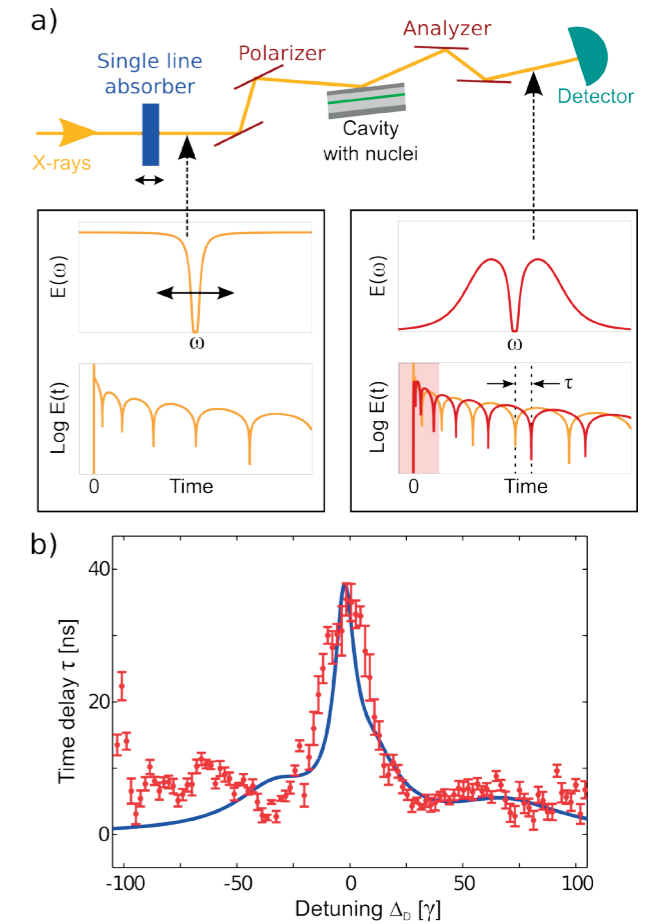 a)
Analyzer
Polarizer
Single line
absorber
Detector
X-rays
Cavity
with nuclei
E(ω)
ω
Log E(t)
0
Time
E(ω)
ω
τ
Log E(t)
0
Time
b)
40
20
0
Time delay τ [ns]
-100
-50
0
50
100
Detuning Δ_D [γ]